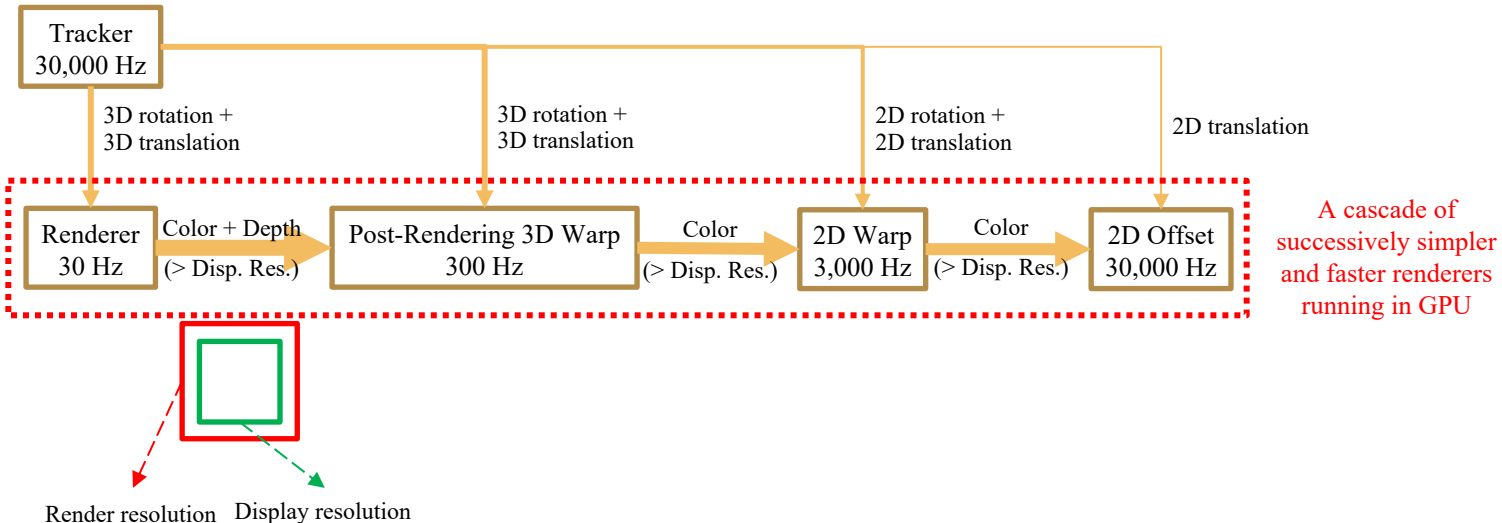 Tracker
30,000 Hz
3D rotation +
3D translation
3D rotation +
3D translation
2D rotation +
2D translation
2D translation
Renderer
30 Hz
Color + Depth
(> Disp. Res.)
Post-Rendering 3D Warp
300 Hz
Color
(> Disp. Res.)
2D Warp
3,000 Hz
Color
(> Disp. Res.)
2D Offset
30,000 Hz
A cascade of
successively simpler
and faster renderers
running in GPU
Render resolution
Display resolution